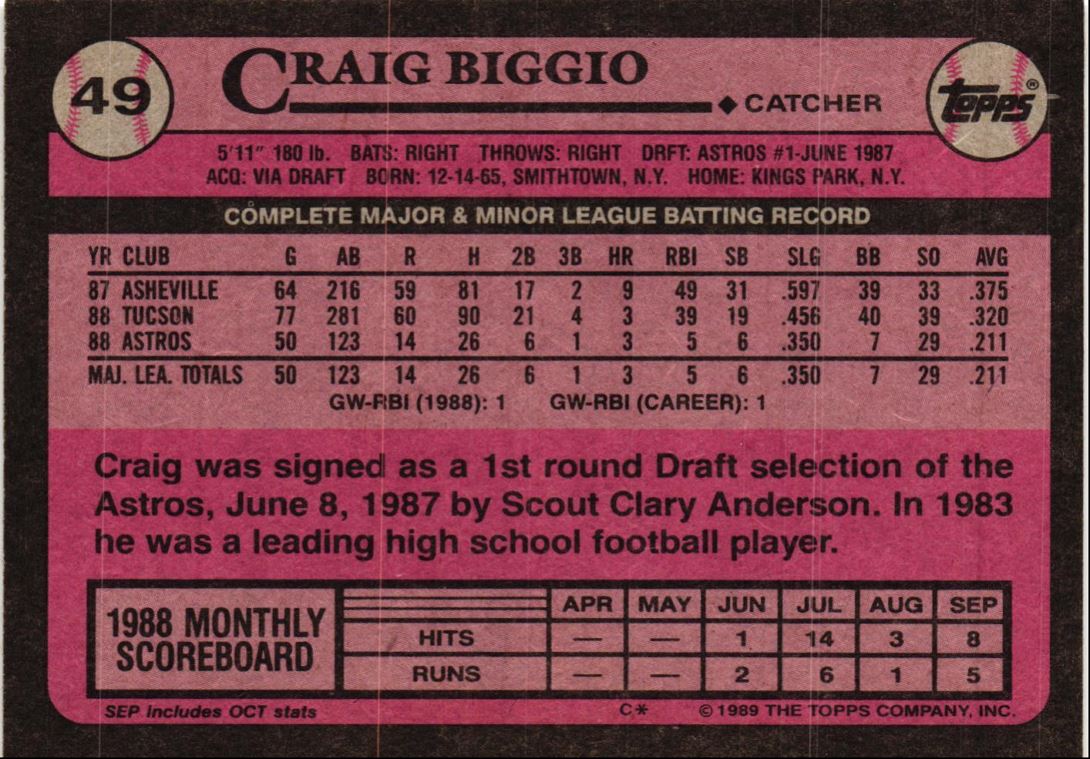 49
CRAIG BIGGIO
◆ CATCHER
topps®
5'11" 180 lb. BATS: RIGHT THROWS: RIGHT DRFT: ASTROS #1-JUNE 1987
ACQ: VIA DRAFT BORN: 12-14-65, SMITHTOWN, N.Y. HOME: KINGS PARK, N.Y.
COMPLETE MAJOR & MINOR LEAGUE BATTING RECORD
YR CLUB G AB R H 2B 3B HR RBI SB SLG BB SO AVG
87 ASHEVILLE 64 216 59 81 17 2 9 49 31 .597 39 33 .375
88 TUCSON 77 281 60 90 21 4 3 39 19 .456 40 39 .320
88 ASTROS 50 123 14 26 6 1 3 5 6 .350 7 29 .211
MAJ. LEA. TOTALS 50 123 14 26 6 1 3 5 6 .350 7 29 .211
GW-RBI (1988): 1 GW-RBI (CAREER): 1
Craig was signed as a 1st round Draft selection of the
Astros, June 8, 1987 by Scout Clary Anderson. In 1983
he was a leading high school football player.
1988 MONTHLY
SCOREBOARD
APR MAY JUN JUL AUG SEP
HITS — — 1 14 3 8
RUNS — — 2 6 1 5
SEP includes OCT stats C* ©1989 THE TOPPS COMPANY, INC.